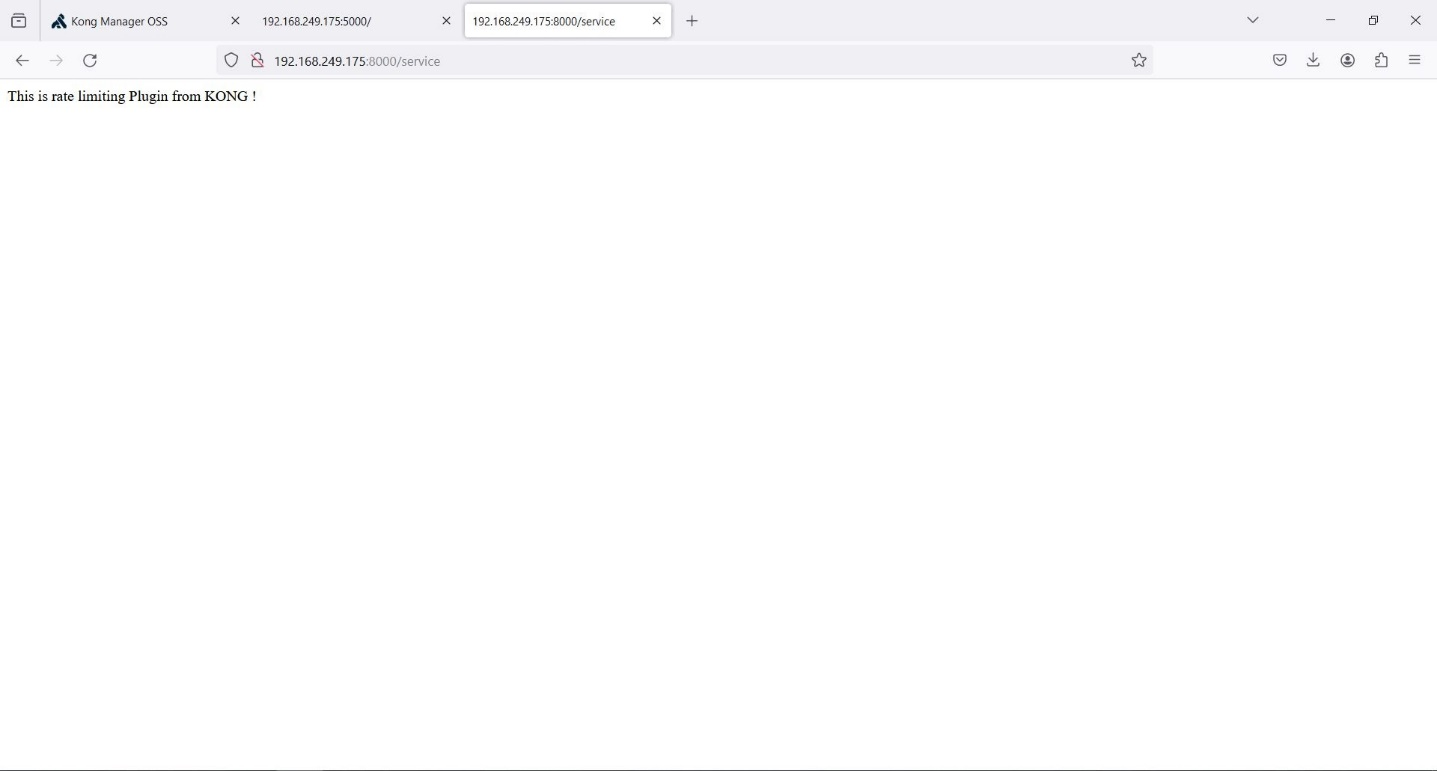 Kong Manager OSS
192.168.249.175:5000/
192.168.249.175:8000/service
192.168.249.175:8000/service
This is rate limiting Plugin from KONG !